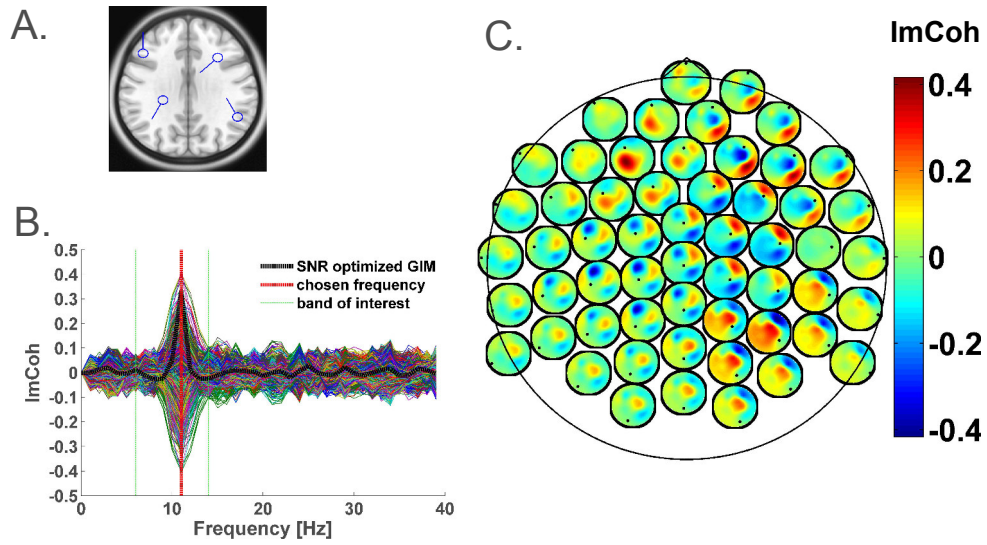 A.
B.
0.5
0.4
0.3
0.2
0.1
0
-0.1
-0.2
-0.3
-0.4
-0.5
ImCoh
SNR optimized GIM
chosen frequency
band of interest
0
10
20
30
40
Frequency [Hz]
C.
ImCoh
0.4
0.2
0
-0.2
-0.4